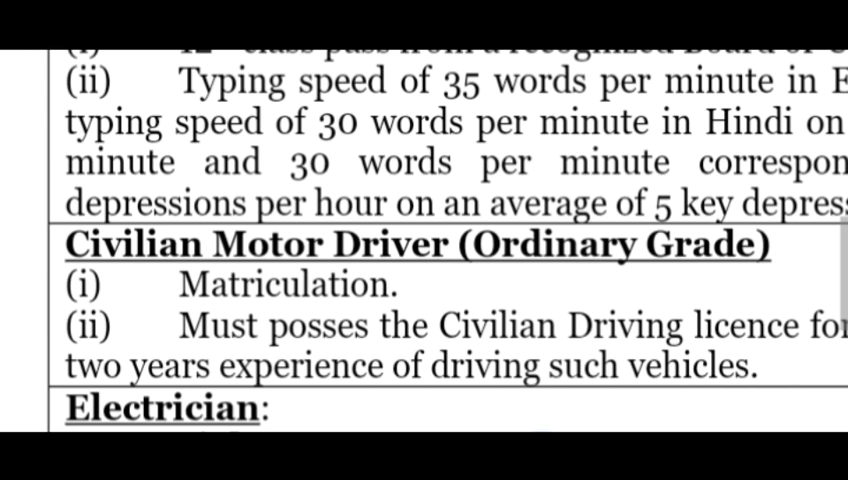 (ii) Typing speed of 35 words per minute in
typing speed of 30 words per minute in Hindi on
minute and 30 words per minute
depressions per hour on an average of 5 key
Civilian Motor Driver (Ordinary Grade)
(i) Matriculation.
(ii) Must posses the Civilian Driving licence
two years experience of driving such vehicles.
Electrician: